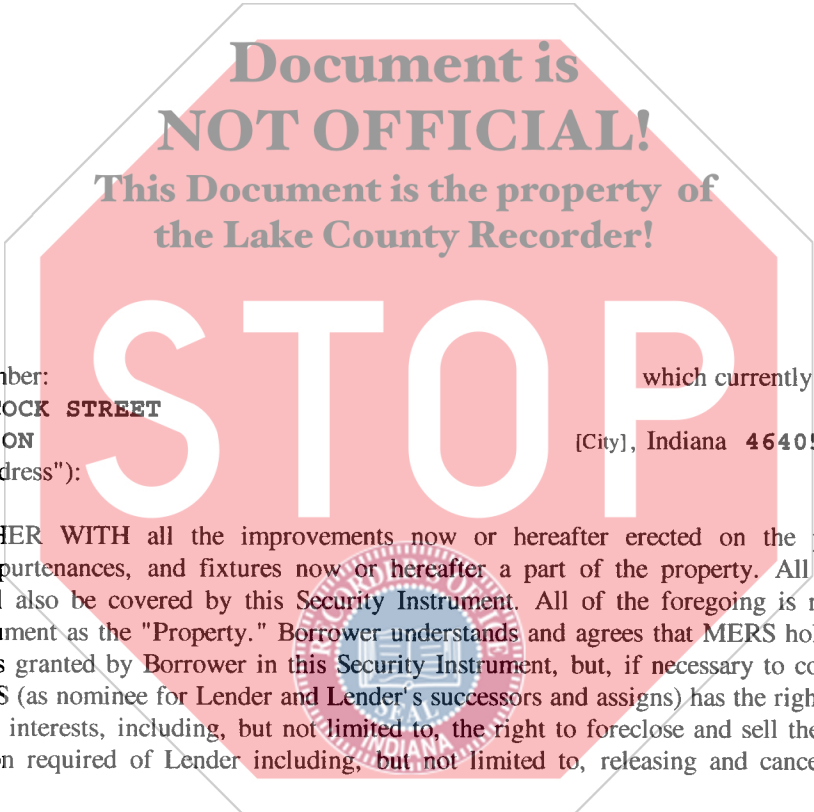 Document is
NOT OFFICIAL!
This Document is the property of
the Lake County Recorder!
STOP
which currently
OCK STREET
ON [City], Indiana 46405
dress"):
HER WITH all the improvements now or hereafter erected on the
purtenances, and fixtures now or hereafter a part of the property. All
also be covered by this Security Instrument. All of the foregoing is
ument as the "Property." Borrower understands and agrees that MERS hol
s granted by Borrower in this Security Instrument, but, if necessary to co
S (as nominee for Lender and Lender's successors and assigns) has the righ
interests, including, but not limited to, the right to foreclose and sell the
n required of Lender including, but not limited to, releasing and cance
SEAL
INDIANA